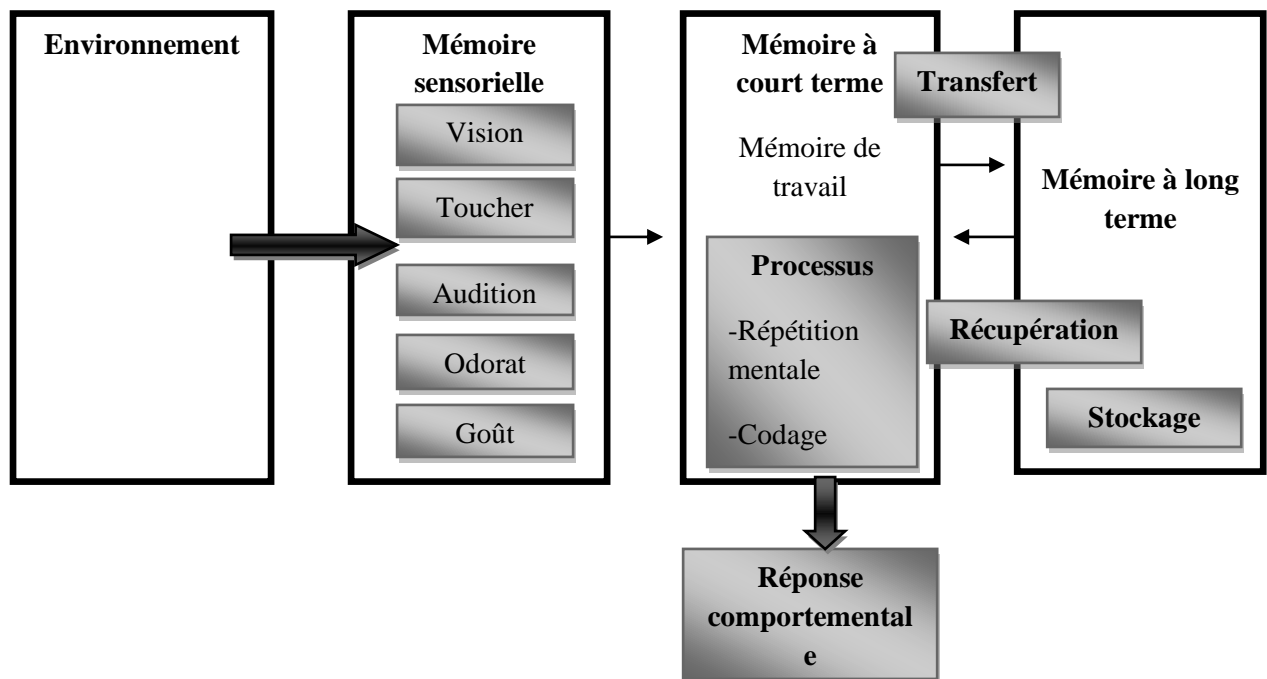 Environnement
Mémoire
sensorielle
Vision
Toucher
Audition
Odorat
Goût
Mémoire à
court terme
Mémoire de
travail
Processus
-Répétition
mentale
-Codage
Transfert
Mémoire à long
terme
Récupération
Stockage
Réponse
comportemental
e